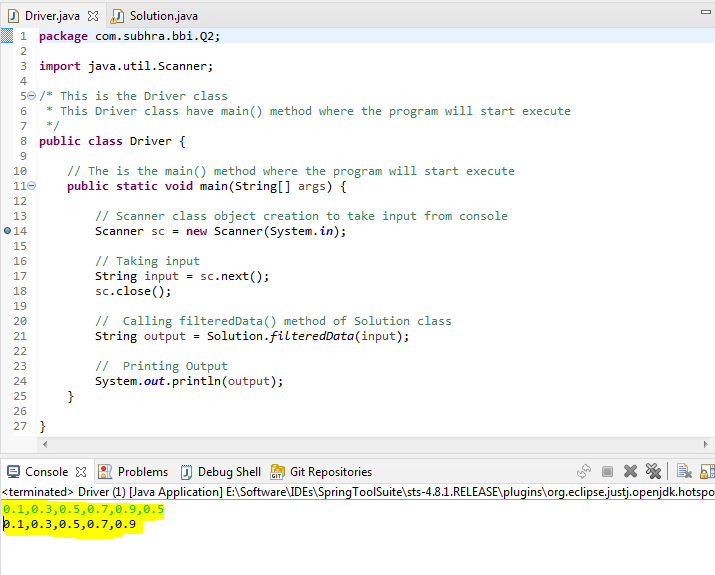 Driver.java
Solution.java
1 package com.subhra.bbi.Q2;
2
3 import java.util.Scanner;
4
5 /* This is the Driver class
6  * This Driver class have main() method where the program will start execute
7  */
8 public class Driver {
9
10     // The is the main() method where the program will start execute
11     public static void main(String[] args) {
12
13         // Scanner class object creation to take input from console
14         Scanner sc = new Scanner(System.in);
15
16         // Taking input
17         String input = sc.next();
18         sc.close();
19
20         //  Calling filteredData() method of Solution class
21         String output = Solution.filteredData(input);
22
23         //  Printing Output
24         System.out.println(output);
25     }
26
27 }
Console Problems Debug Shell Git Repositories
<terminated> Driver (1) [Java Application] E:\Software\IDEs\SpringToolSuite\sts-4.8.1.RELEASE\plugins\org.eclipse.justj.openjdk.hotspo
0.1,0.3,0.5,0.7,0.9,0.5
0.1,0.3,0.5,0.7,0.9